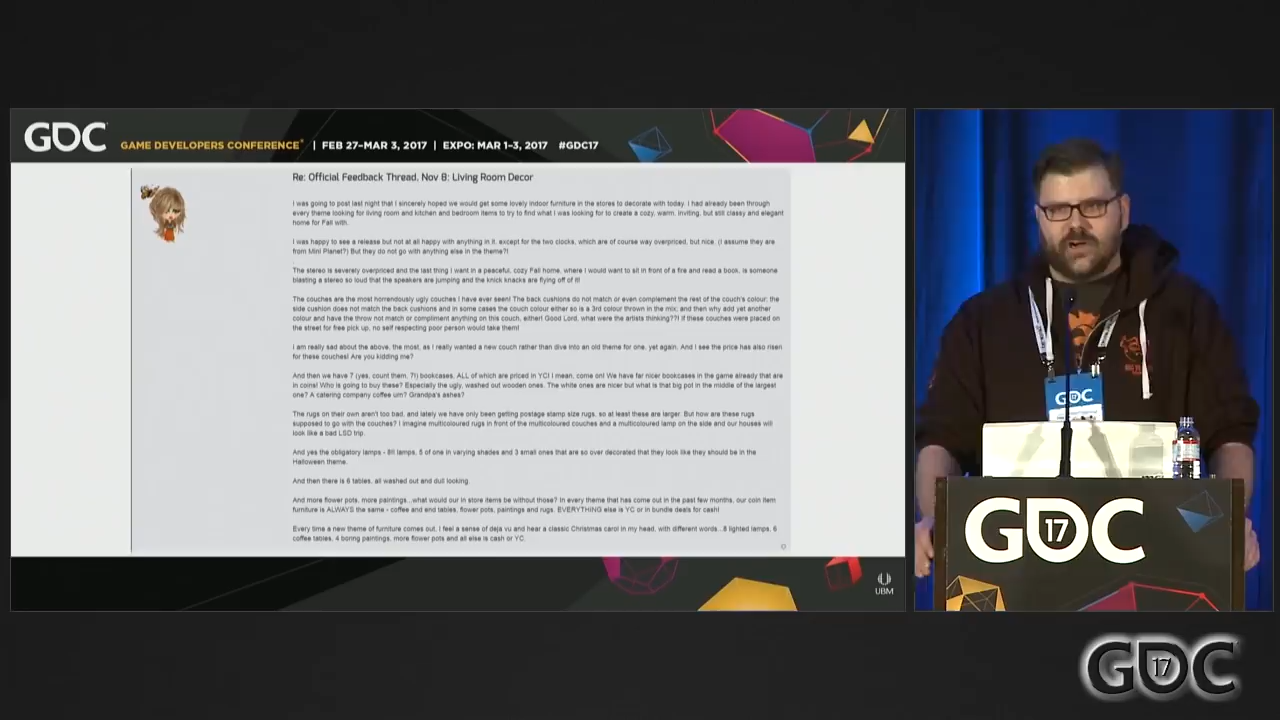 GDC
GAME DEVELOPERS CONFERENCE® | FEB 27-MAR 3, 2017 | EXPO: MAR 1-3, 2017 #GDC17
Re: Official Feedback Thread, Nov 8: Living Room Decor
I was going to post last night that I sincerely hoped we would get some lovely indoor furniture in the stores to decorate with today. I had already been through
every theme looking for living room and kitchen and bedroom items to try to find what I was looking for to create a cozy, warm, inviting, but still classy and elegant
home for Fall with.
I was happy to see a release but not at all happy with anything in it, except for the two clocks, which are of course way overpriced, but nice. (I assume they are
from Mini Planet?) But they do not go with anything else in the theme?!
The stereo is severely overpriced and the last thing I want in a peaceful, cozy Fall home, where I would want to sit in front of a fire and read a book, is someone
blasting a stereo so loud that the speakers are jumping and the knick knacks are flying off of it!
The couches are the most horrendously ugly couches I have ever seen! The back cushions do not match or even complement the rest of the couch's colour; the
side cushion does not match the back cushions and in some cases the couch colour either so is a 3rd colour thrown in the mix; and then why add yet another
colour and have the throw not match or compliment anything on this couch, either! Good Lord, what were the artists thinking??! If these couches were placed on
the street for free pick up, no self respecting poor person would take them!
I am really sad about the above, the most, as I really wanted a new couch rather than dive into an old theme for one, yet again. And I see the price has also risen
for these couches! Are you kidding me?
And then we have 7 (yes, count them, 7!) bookcases, ALL of which are priced in YC! I mean, come on! We have far nicer bookcases in the game already that are
in coins! Who is going to buy these? Especially the ugly, washed out wooden ones. The white ones are nicer but what is that big pot in the middle of the largest
one? A catering company coffee urn? Grandpa's ashes?
The rugs on their own aren't too bad, and lately we have only been getting postage stamp size rugs, so at least these are larger. But how are these rugs
supposed to go with the couches? I imagine multicoloured rugs in front of the multicoloured couches and a multicoloured lamp on the side and our houses will
look like a bad LSD trip.
And yes the obligatory lamps - 8!! lamps, 5 of one in varying shades and 3 small ones that are so over decorated that they look like they should be in the
Halloween theme.
And then there is 6 tables, all washed out and dull looking.
And more flower pots, more paintings...what would our in store items be without those? In every theme that has come out in the past few months, our coin item
furniture is ALWAYS the same - coffee and end tables, flower pots, paintings and rugs. EVERYTHING else is YC or in bundle deals for cash!
Every time a new theme of furniture comes out, I feel a sense of deja vu and hear a classic Christmas carol in my head, with different words...8 lighted lamps, 6
coffee tables, 4 boring paintings, more flower pots and all else is cash or YC.
UBM
GDC
GDC 17
GDC 17